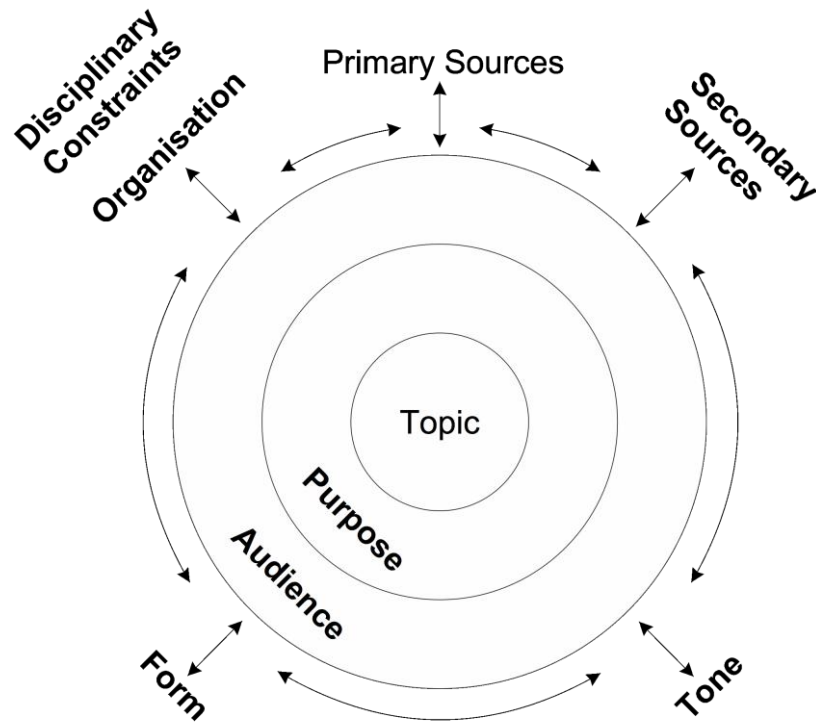 Disciplinary
Constraints
Organisation
Primary Sources
Secondary
Sources
Topic
Purpose
Audience
Form
Tone